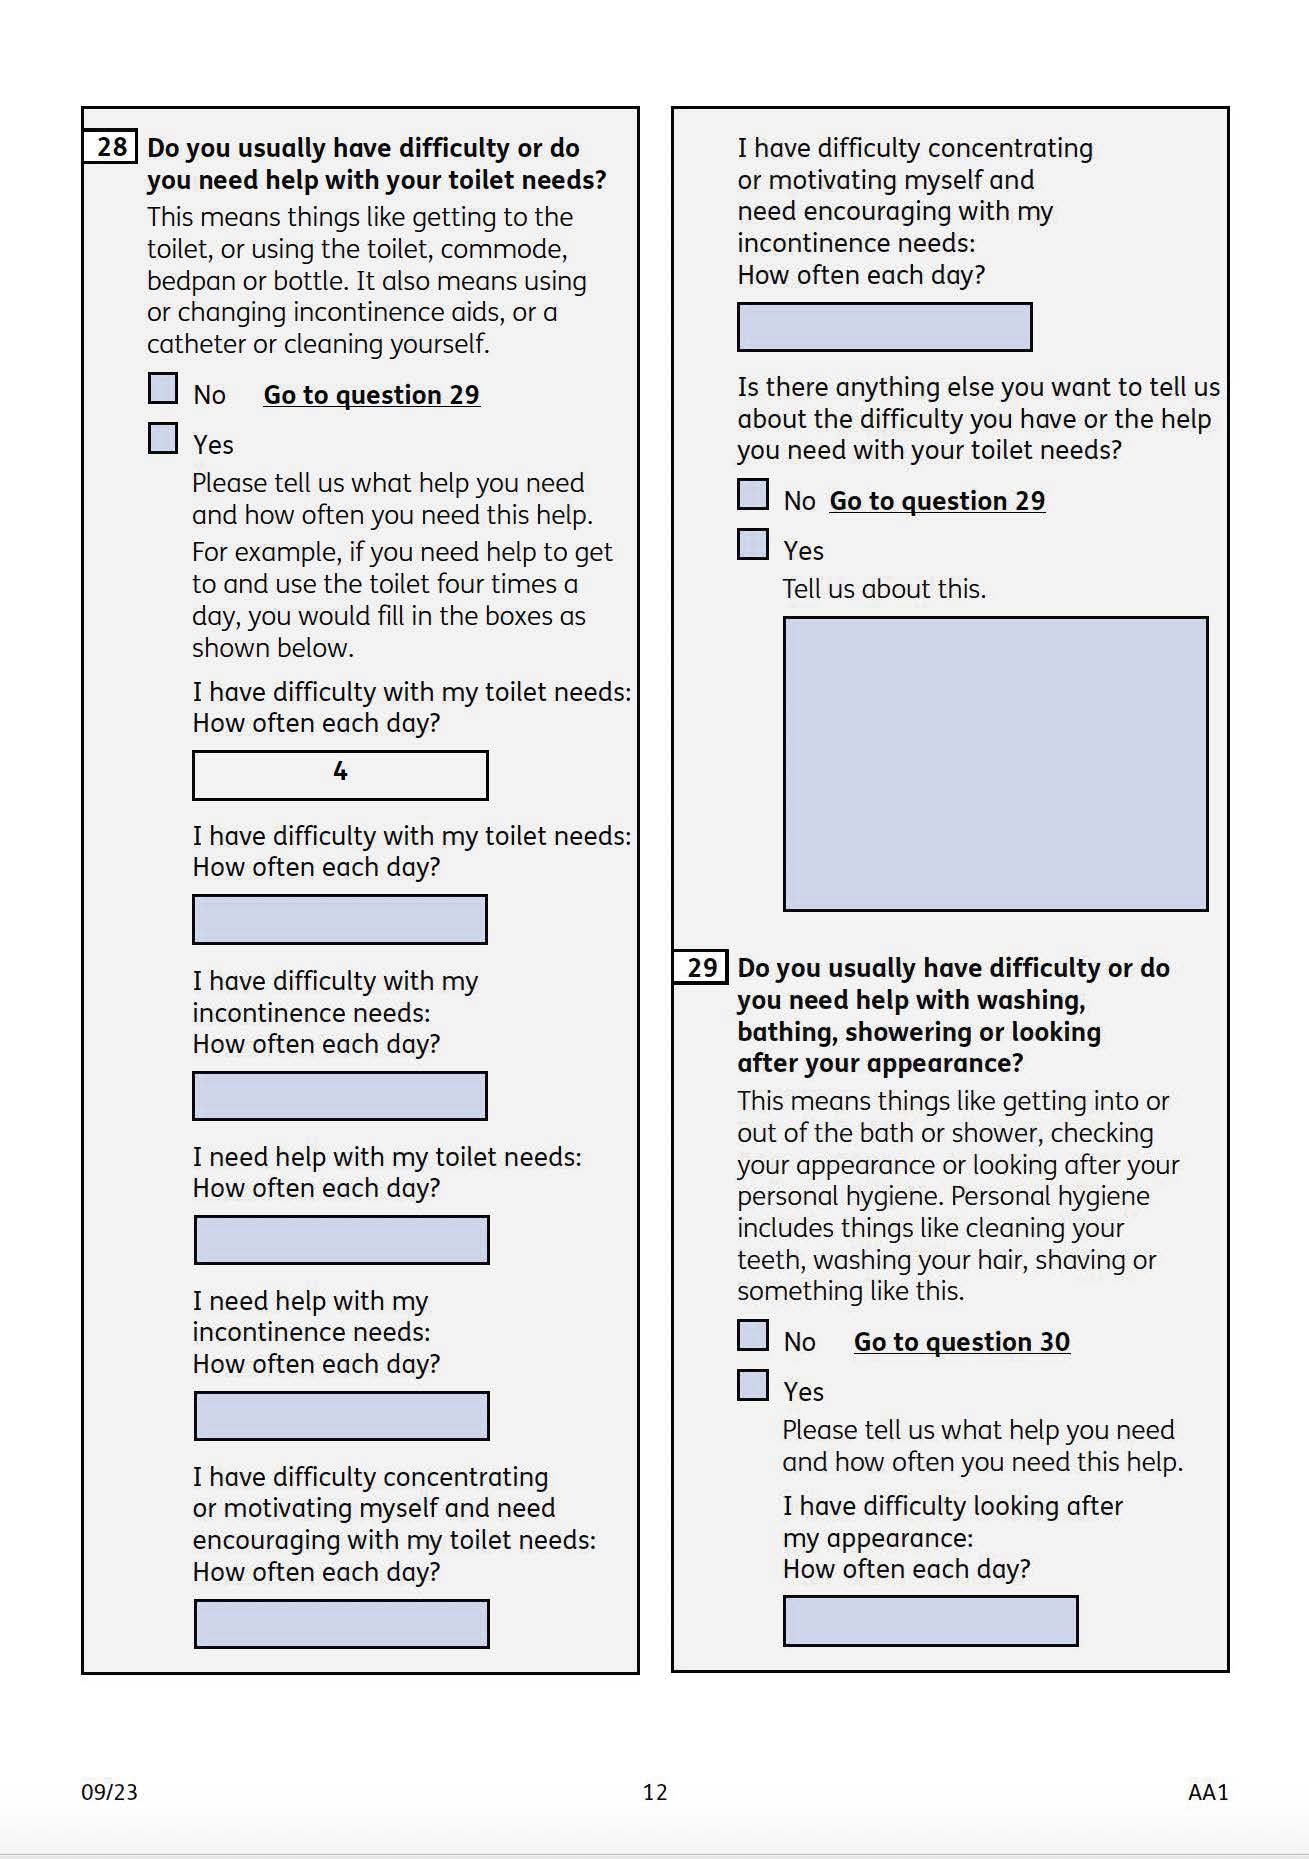 28 Do you usually have difficulty or do
you need help with your toilet needs?
This means things like getting to the
toilet, or using the toilet, commode,
bedpan or bottle. It also means using
or changing incontinence aids, or a
catheter or cleaning yourself.
No Go to question 29
Yes
Please tell us what help you need
and how often you need this help.
For example, if you need help to get
to and use the toilet four times a
day, you would fill in the boxes as
shown below.
I have difficulty with my toilet needs:
How often each day?
4
I have difficulty with my toilet needs:
How often each day?
I have difficulty with my
incontinence needs:
How often each day?
I need help with my toilet needs:
How often each day?
I need help with my
incontinence needs:
How often each day?
I have difficulty concentrating
or motivating myself and need
encouraging with my toilet needs:
How often each day?
I have difficulty concentrating
or motivating myself and
need encouraging with my
incontinence needs:
How often each day?
Is there anything else you want to tell us
about the difficulty you have or the help
you need with your toilet needs?
No Go to question 29
Yes
Tell us about this.
29 Do you usually have difficulty or do
you need help with washing,
bathing, showering or looking
after your appearance?
This means things like getting into or
out of the bath or shower, checking
your appearance or looking after your
personal hygiene. Personal hygiene
includes things like cleaning your
teeth, washing your hair, shaving or
something like this.
No Go to question 30
Yes
Please tell us what help you need
and how often you need this help.
I have difficulty looking after
my appearance:
How often each day?
09/23 12 AA1